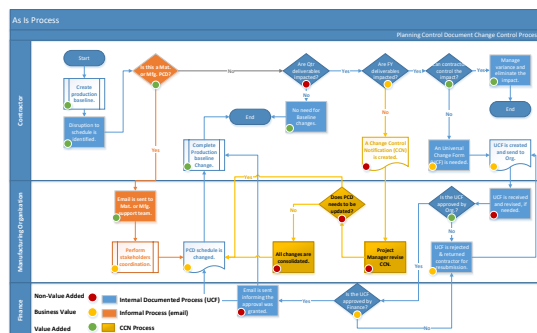 As Is Process
Planning Control Document Change Control Process
Contractor
Start
Create
production
baseline.
Disruption to
schedule is
identified.
Is this a Mat.
or Mfg. PCD?
No
Are Qtr
deliverables
impacted?
Yes
Are FY
deliverables
impacted?
Yes
Can contractor
control the
impact?
Yes
Manage
variance and
eliminate the
impact.
End
No
No need for
Baseline
changes.
End
No
No
Complete
Production
baseline
Change.
A Change Control
Notification (CCN)
is created.
An Universal
Change Form
(UCF) is needed.
UCF is created
and send to
Org.
Yes
Manufacturing Organization
Email is sent to
Mat. or Mfg.
support team.
Yes
Does PCD
needs to be
updated?
Is the UCF
approved by
Org.?
UCF is received
and revised, if
needed.
No
No
Perform
stakeholders
coordination.
PCD schedule is
changed.
All changes are
consolidated.
Project
Manager revise
CCN.
UCF is rejected
& returned
contractor for
resubmission.
Yes
Finance
Email is sent
informing the
approval was
granted.
Yes
Is the UCF
approved by
Finance?
No
Non-Value Added
Internal Documented Process (UCF)
Business Value
Informal Process (email)
Value Added
CCN Process